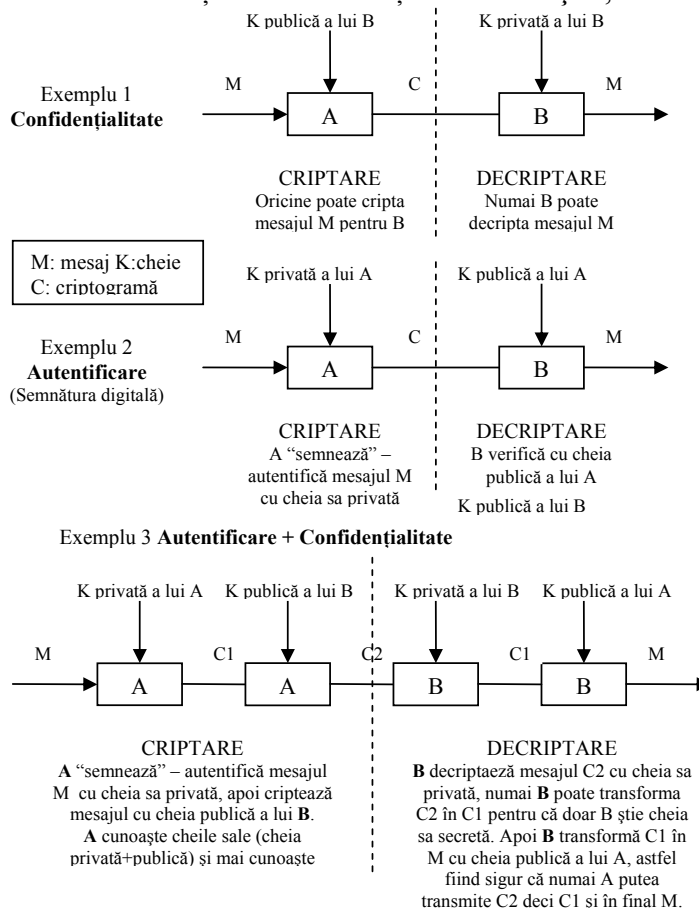 K publică a lui B
K privată a lui B
Exemplu 1
Confidențialitate
M
A
C
B
M
CRIPTARE
Oricine poate cripta
mesajul M pentru B
DECRIPTARE
Numai B poate
decripta mesajul M
M: mesaj K:cheie
C: criptogramă
K privată a lui A
K publică a lui A
Exemplu 2
Autentificare
(Semnătura digitală)
M
A
C
B
M
CRIPTARE
A “semnează” –
autentifică mesajul M
cu cheia sa privată
DECRIPTARE
B verifică cu cheia
publică a lui A
K publică a lui B
Exemplu 3 Autentificare + Confidențialitate
K privată a lui A
K publică a lui B
K privată a lui B
K publică a lui A
M
A
C1
A
C2
B
C1
B
M
CRIPTARE
A “semnează” – autentifică mesajul
M cu cheia sa privată, apoi criptează
mesajul cu cheia publică a lui B.
A cunoaște cheile sale (cheia
privată+publică) și mai cunoaște
DECRIPTARE
B decriptaeză mesajul C2 cu cheia sa
privată, numai B poate transforma
C2 în C1 pentru că doar B știe cheia
sa secretă. Apoi B transformă C1 în
M cu cheia publică a lui A, astfel
fiind sigur că numai A putea
transmite C2 deci C1 și în final M.